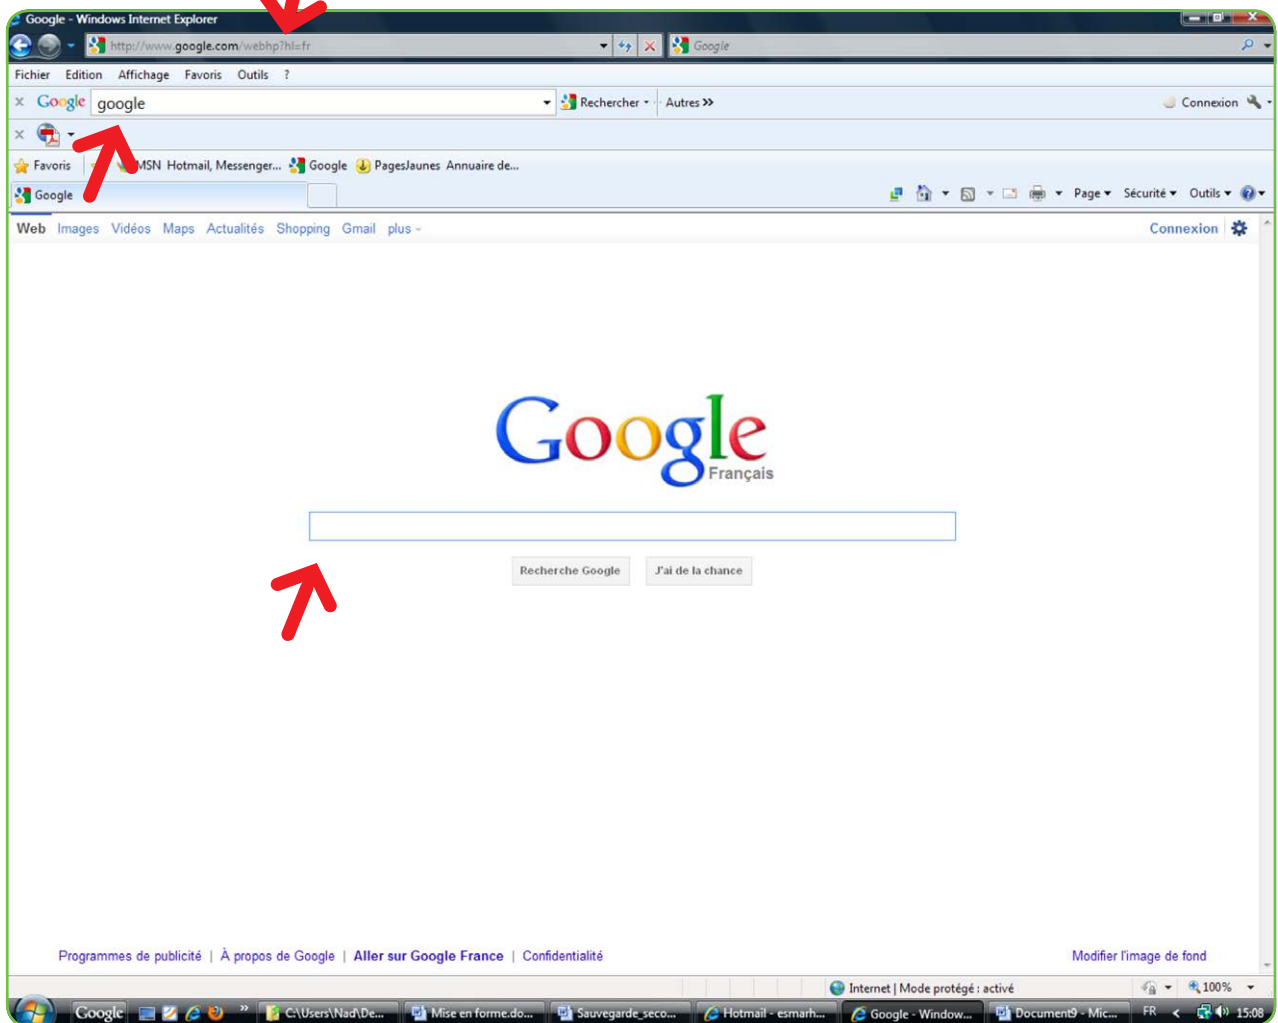 Google - Windows Internet Explorer
http://www.google.com/webhp?hl=fr Google
Fichier Edition Affichage Favoris Outils ?
x Google google Rechercher Autres >>
x
Favoris MSN Hotmail, Messenger... Google PagesJaunes Annuaire de...
Google Page Sécurité Outils
Web Images Vidéos Maps Actualités Shopping Gmail plus Connexion
Connexion
Google
Français
Recherche Google J'ai de la chance
Programmes de publicité | À propos de Google | Aller sur Google France | Confidentialité Modifier l'image de fond
Internet | Mode protégé : activé 100%
Google » C:\Users\Nad\De... Mise en forme.do... Sauvegarde_seco... Hotmail - esmarh... Google - Window... Document9 - Mic... FR < 15:08